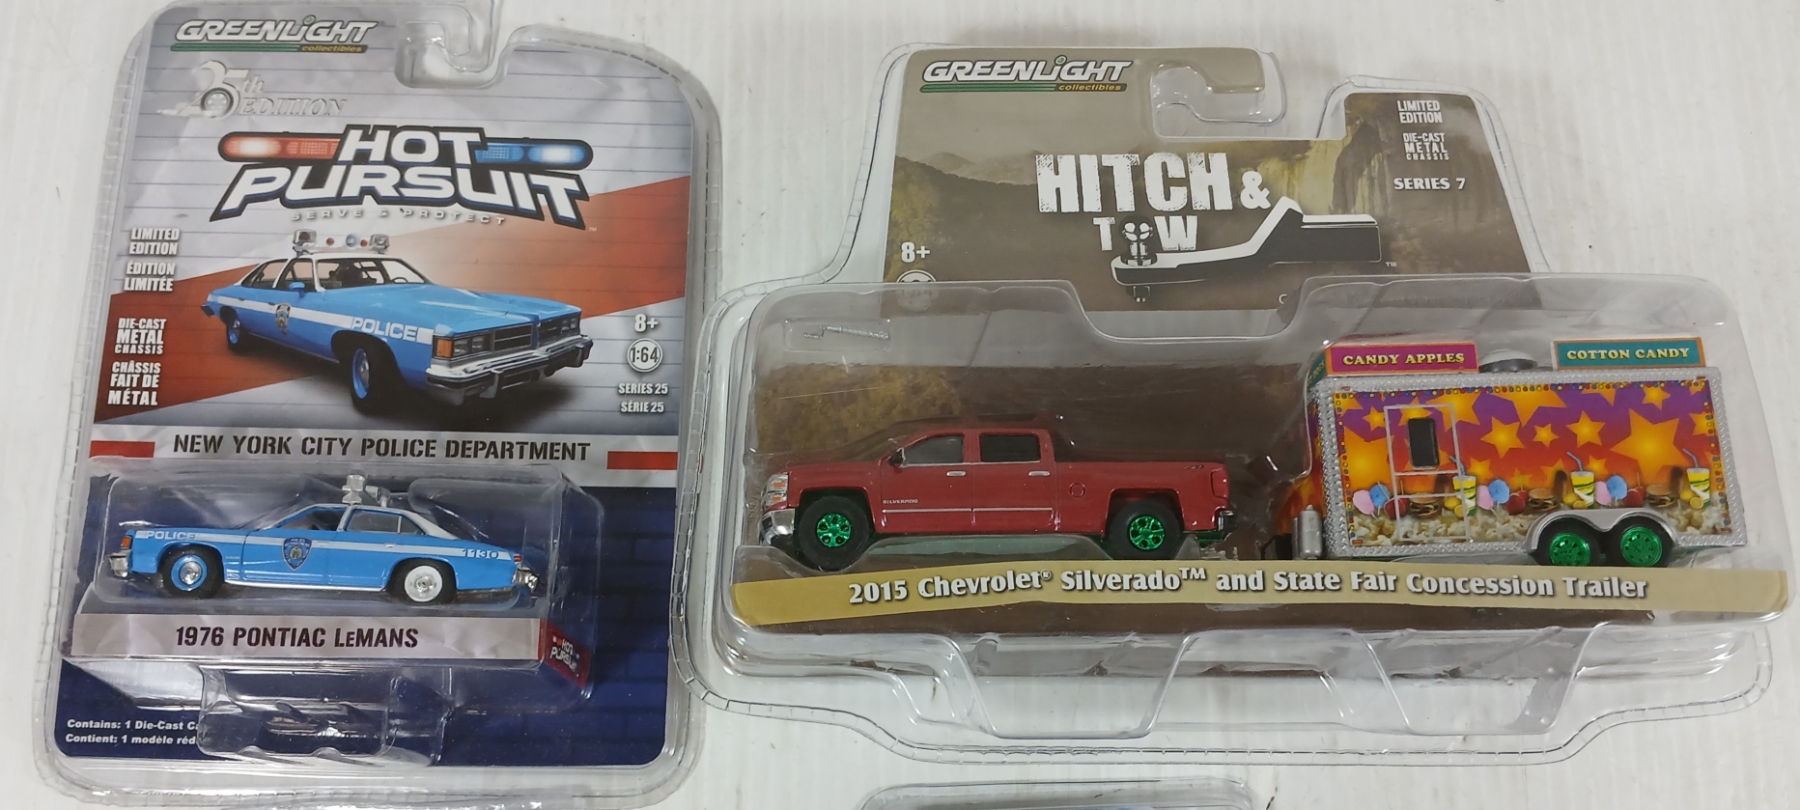 GREENLiGHT
collectibles
25th
EDITION
HOT
PURSUIT
SERVE & PROTECT
LIMITED
EDITION
ÉDITION
LIMITÉE
DIE-CAST
METAL
CHASSIS
CHÂSSIS
FAIT DE
MÉTAL
POLICE
8+
1:64
SERIES 25
SÉRIE 25
NEW YORK CITY POLICE DEPARTMENT
POLICE
1130
1976 PONTIAC LeMANS
HOT
PURSUIT
Contains: 1 Die-Cast
Contient: 1 modèle
GREENLiGHT
collectibles
LIMITED
EDITION
DIE-CAST
METAL
CHASSIS
SERIES 7
HITCH &
TOW
TM
8+
CANDY APPLES
COTTON CANDY
SILVERADO
2015 Chevrolet® Silverado™ and State Fair Concession Trailer